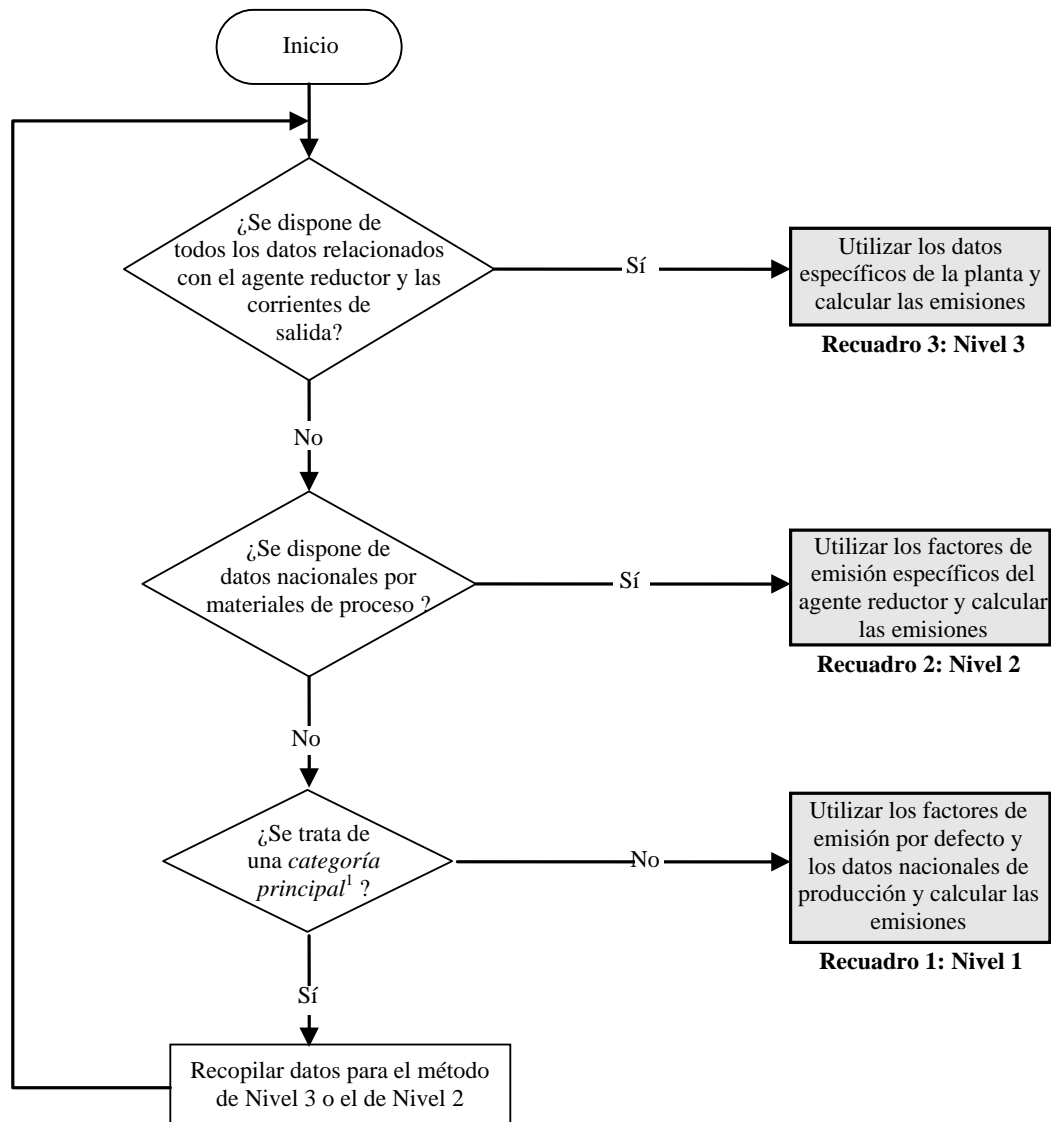 Inicio
¿Se dispone de
todos los datos relacionados
con el agente reductor y las
corrientes de
salida?
Sí
Utilizar los datos
específicos de la planta y
calcular las emisiones
Recuadro 3: Nivel 3
No
¿Se dispone de
datos nacionales por
materiales de proceso ?
Sí
Utilizar los factores de
emisión específicos del
agente reductor y calcular
las emisiones
Recuadro 2: Nivel 2
No
¿Se trata de
una categoría
principal¹ ?
No
Utilizar los factores de
emisión por defecto y
los datos nacionales de
producción y calcular las
emisiones
Recuadro 1: Nivel 1
Sí
Recopilar datos para el método
de Nivel 3 o el de Nivel 2